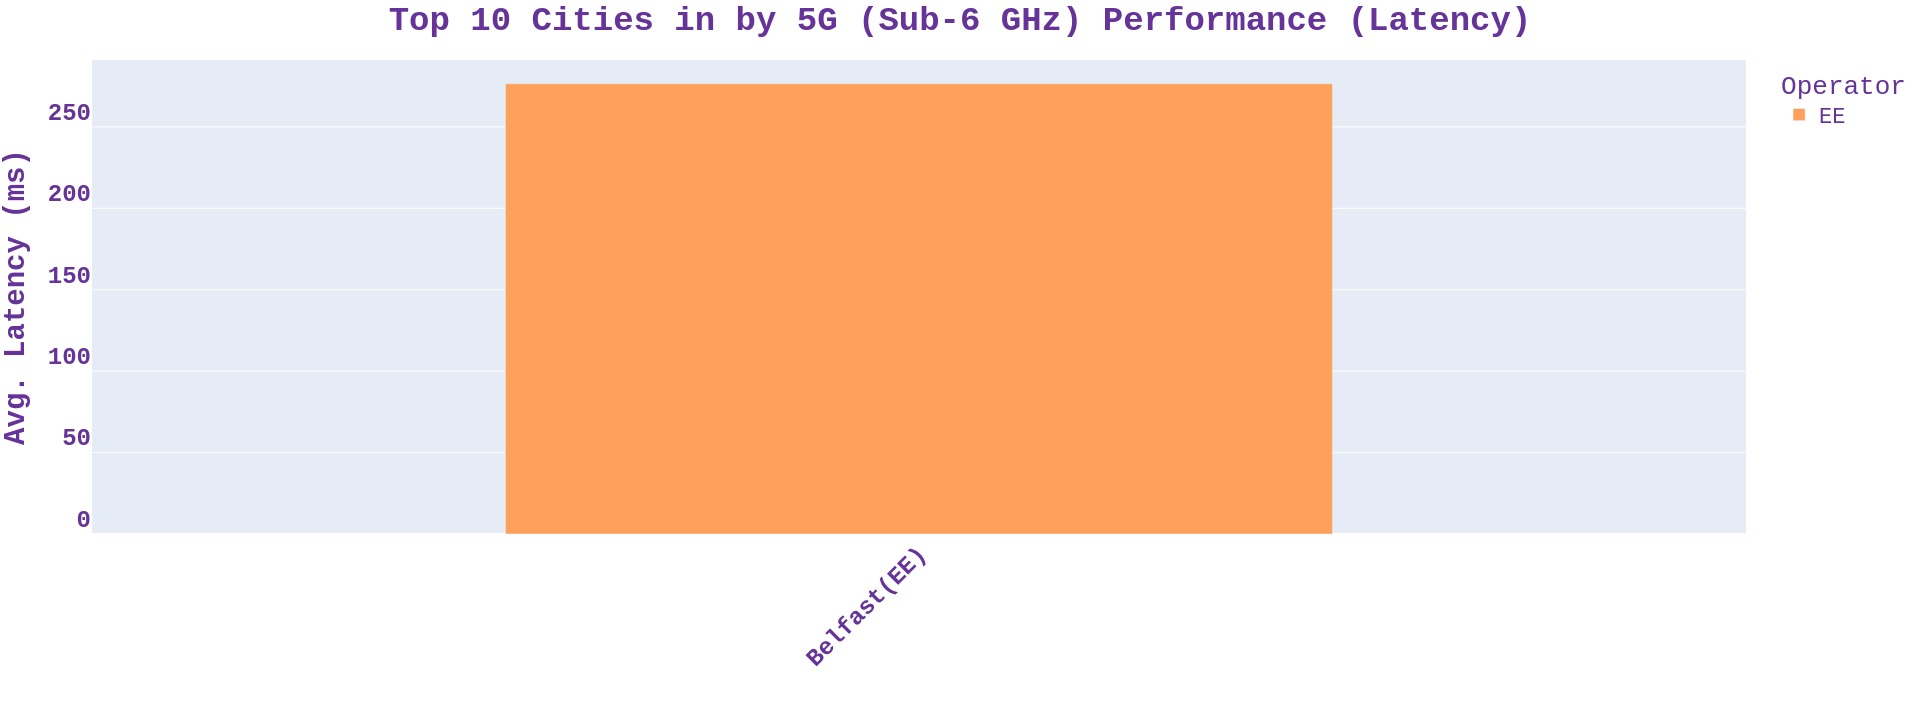 Top 10 Cities in by 5G (Sub-6 GHz) Performance (Latency)
Operator
EE
Avg. Latency (ms)
250
200
150
100
50
0
Belfast(EE)